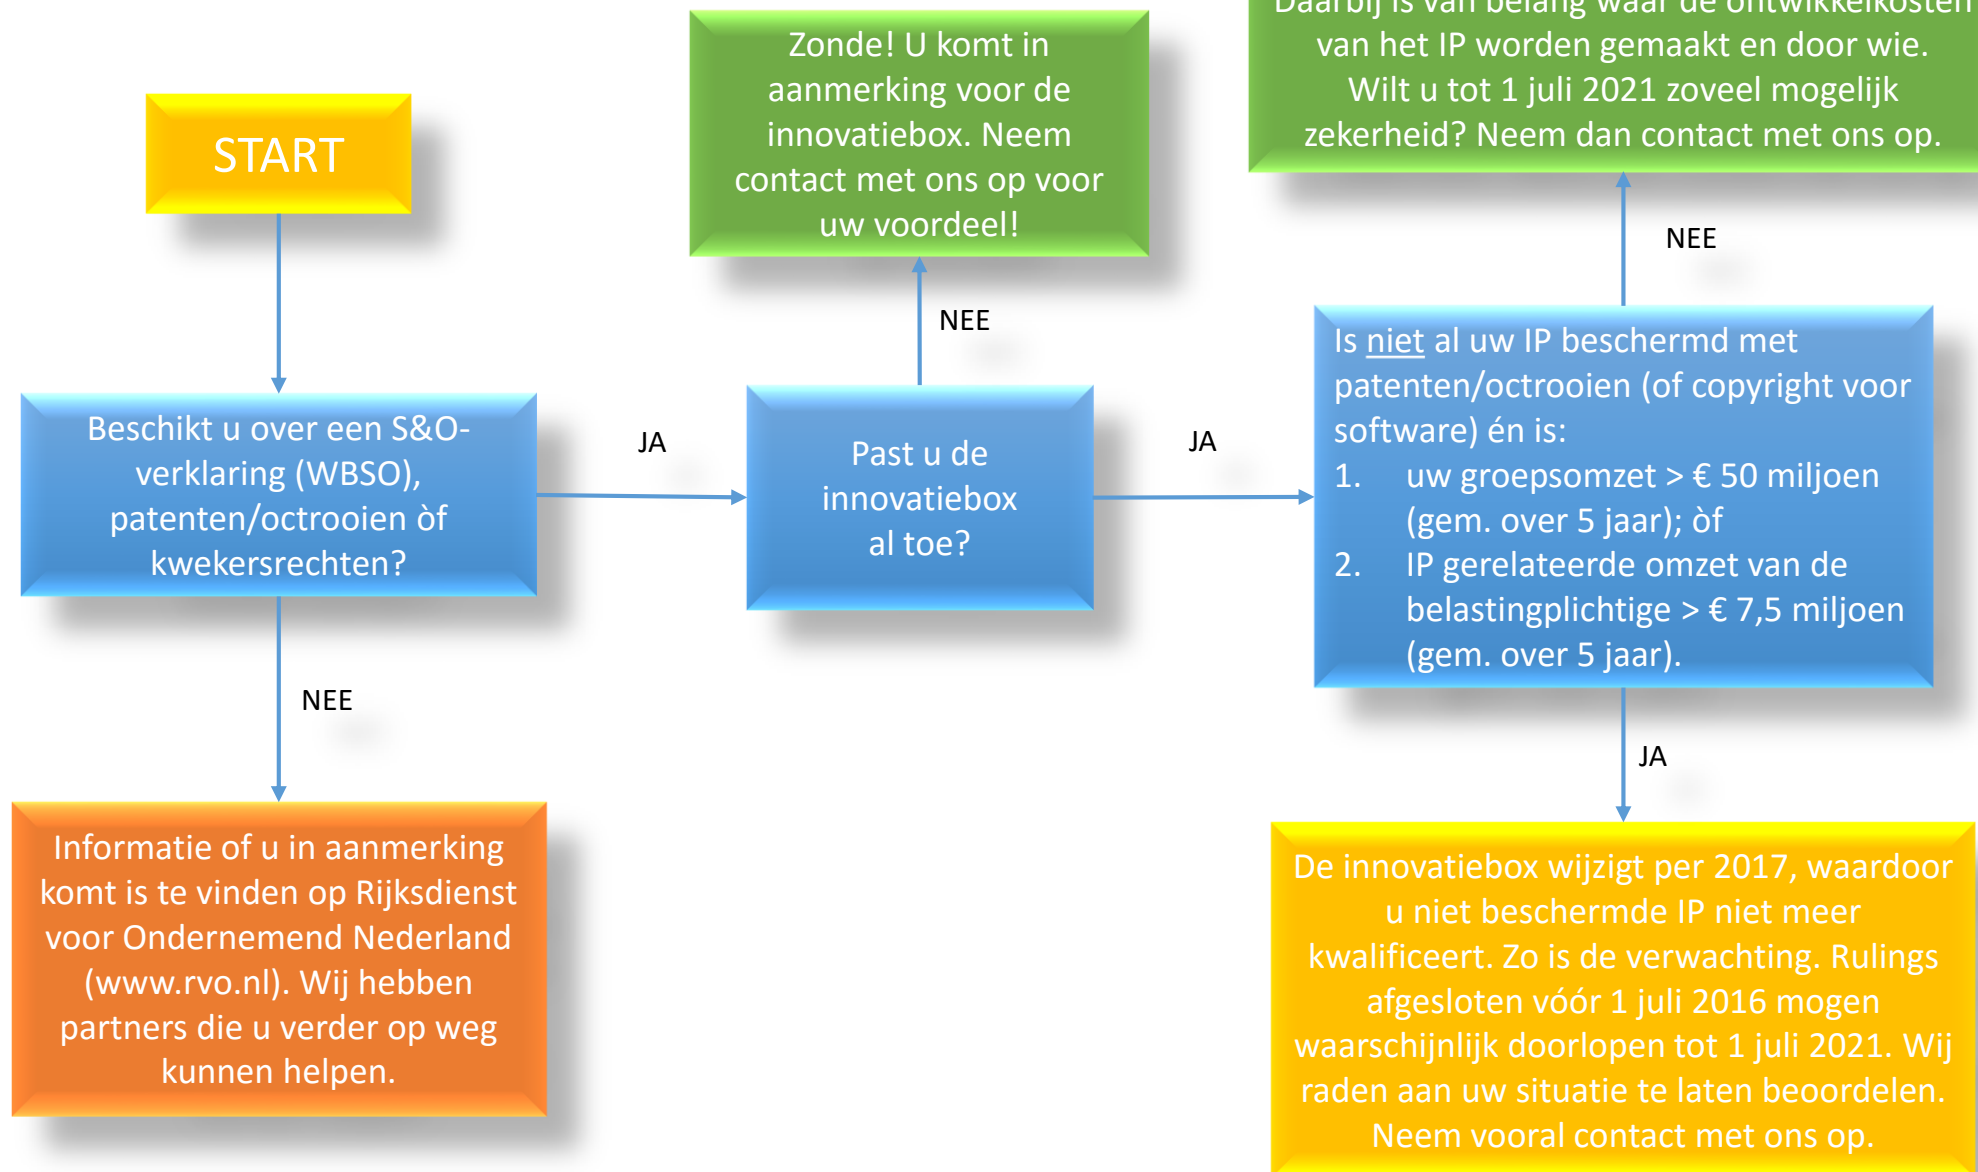 START
Beschikt u over een S&O-
verklaring (WBSO),
patenten/octrooien òf
kwekersrechten?
NEE
Informatie of u in aanmerking
komt is te vinden op Rijksdienst
voor Ondernemend Nederland
(www.rvo.nl). Wij hebben
partners die u verder op weg
kunnen helpen.
JA
Past u de
innovatiebox
al toe?
NEE
Zonde! U komt in
aanmerking voor de
innovatiebox. Neem
contact met ons op voor
uw voordeel!
JA
Is niet al uw IP beschermd met
patenten/octrooien (of copyright voor
software) én is:
1. uw groepsomzet > € 50 miljoen
(gem. over 5 jaar); òf
2. IP gerelateerde omzet van de
belastingplichtige > € 7,5 miljoen
(gem. over 5 jaar).
NEE
Daarbij is van belang waar de ontwikkelkosten
van het IP worden gemaakt en door wie.
Wilt u tot 1 juli 2021 zoveel mogelijk
zekerheid? Neem dan contact met ons op.
JA
De innovatiebox wijzigt per 2017, waardoor
u niet beschermde IP niet meer
kwalificeert. Zo is de verwachting. Rulings
afgesloten vóór 1 juli 2016 mogen
waarschijnlijk doorlopen tot 1 juli 2021. Wij
raden aan uw situatie te laten beoordelen.
Neem vooral contact met ons op.